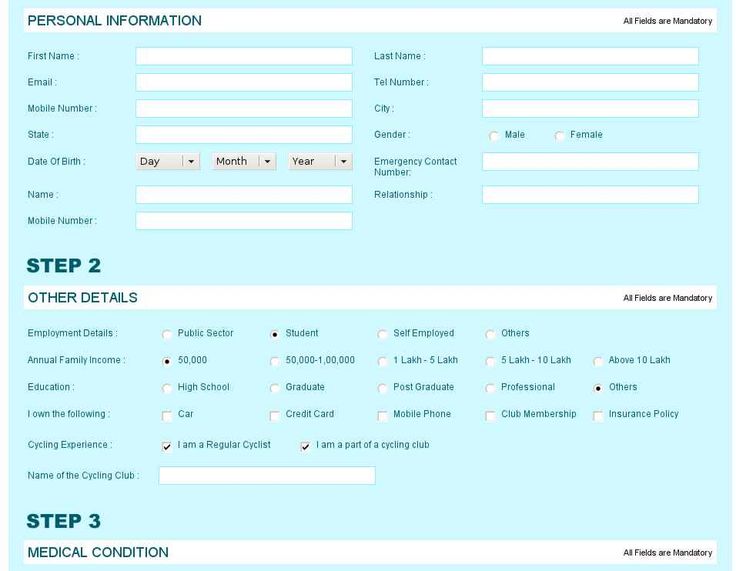 PERSONAL INFORMATION All Fields are Mandatory
First Name : Last Name :
Email : Tel Number :
Mobile Number : City :
State : Gender : Male Female
Date Of Birth : Day Month Year Emergency Contact Number:
Name : Relationship :
Mobile Number :
STEP 2
OTHER DETAILS All Fields are Mandatory
Employment Details : Public Sector Student Self Employed Others
Annual Family Income : 50,000 50,000-1,00,000 1 Lakh - 5 Lakh 5 Lakh - 10 Lakh Above 10 Lakh
Education : High School Graduate Post Graduate Professional Others
I own the following : Car Credit Card Mobile Phone Club Membership Insurance Policy
Cycling Experience : I am a Regular Cyclist I am a part of a cycling club
Name of the Cycling Club :
STEP 3
MEDICAL CONDITION All Fields are Mandatory